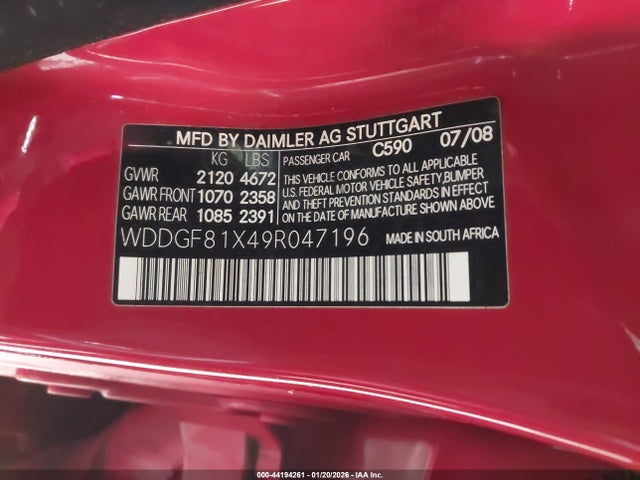 MFD BY DAIMLER AG STUTTGART
KG LBS PASSENGER CAR C590 07/08
GVWR 2120 4672
GAWR FRONT 1070 2358
GAWR REAR 1085 2391
THIS VEHICLE CONFORMS TO ALL APPLICABLE
U.S. FEDERAL MOTOR VEHICLE SAFETY, BUMPER
AND THEFT PREVENTION STANDARDS IN EFFECT
ON THE DATE OF MANUFACTURE SHOWN ABOVE.
WDDGF81X49R047196 MADE IN SOUTH AFRICA
000-44194261 - 01/20/2026 - IAA Inc.